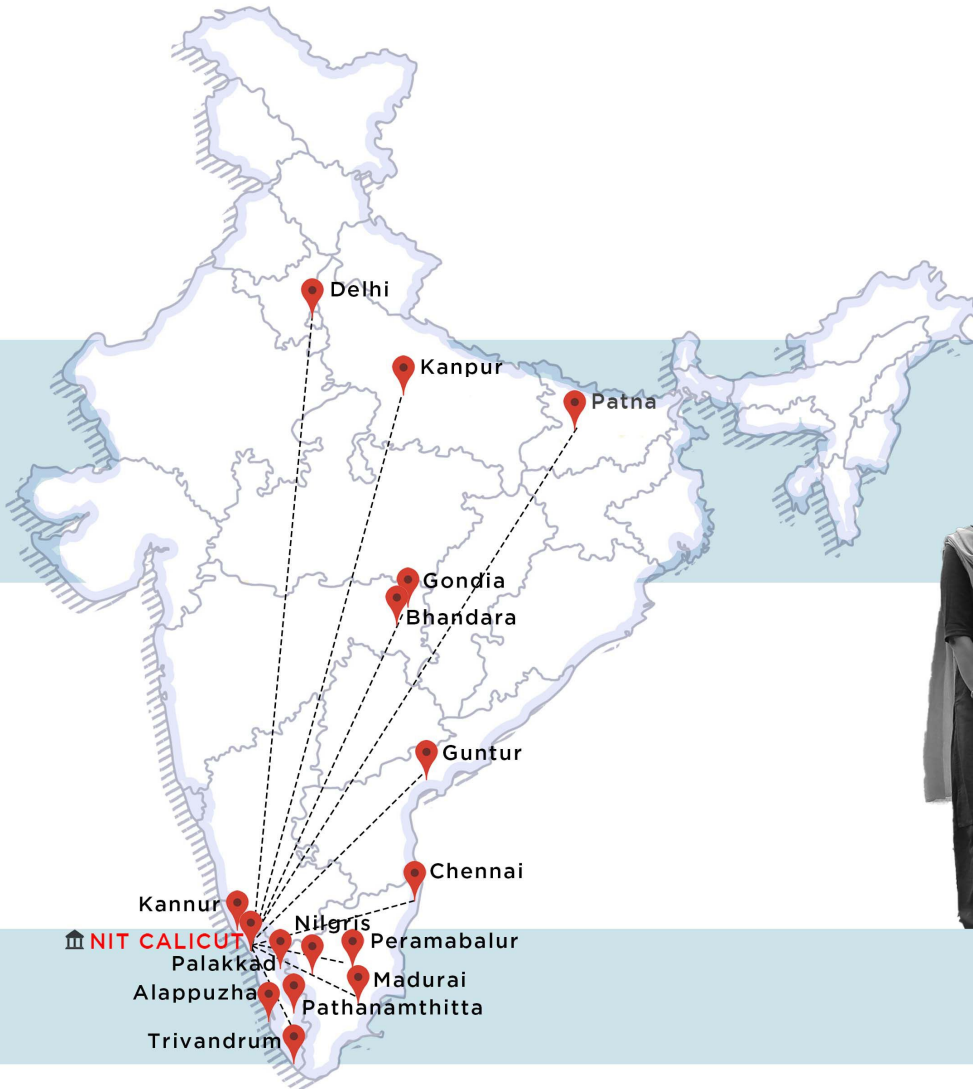 Delhi
Kanpur
Patna
Gondia
Bhandara
Guntur
Chennai
Kannur
Nilgris
NIT CALICUT
Peramabalur
Palakkad
Madurai
Alappuzha
Pathanamthitta
Trivandrum